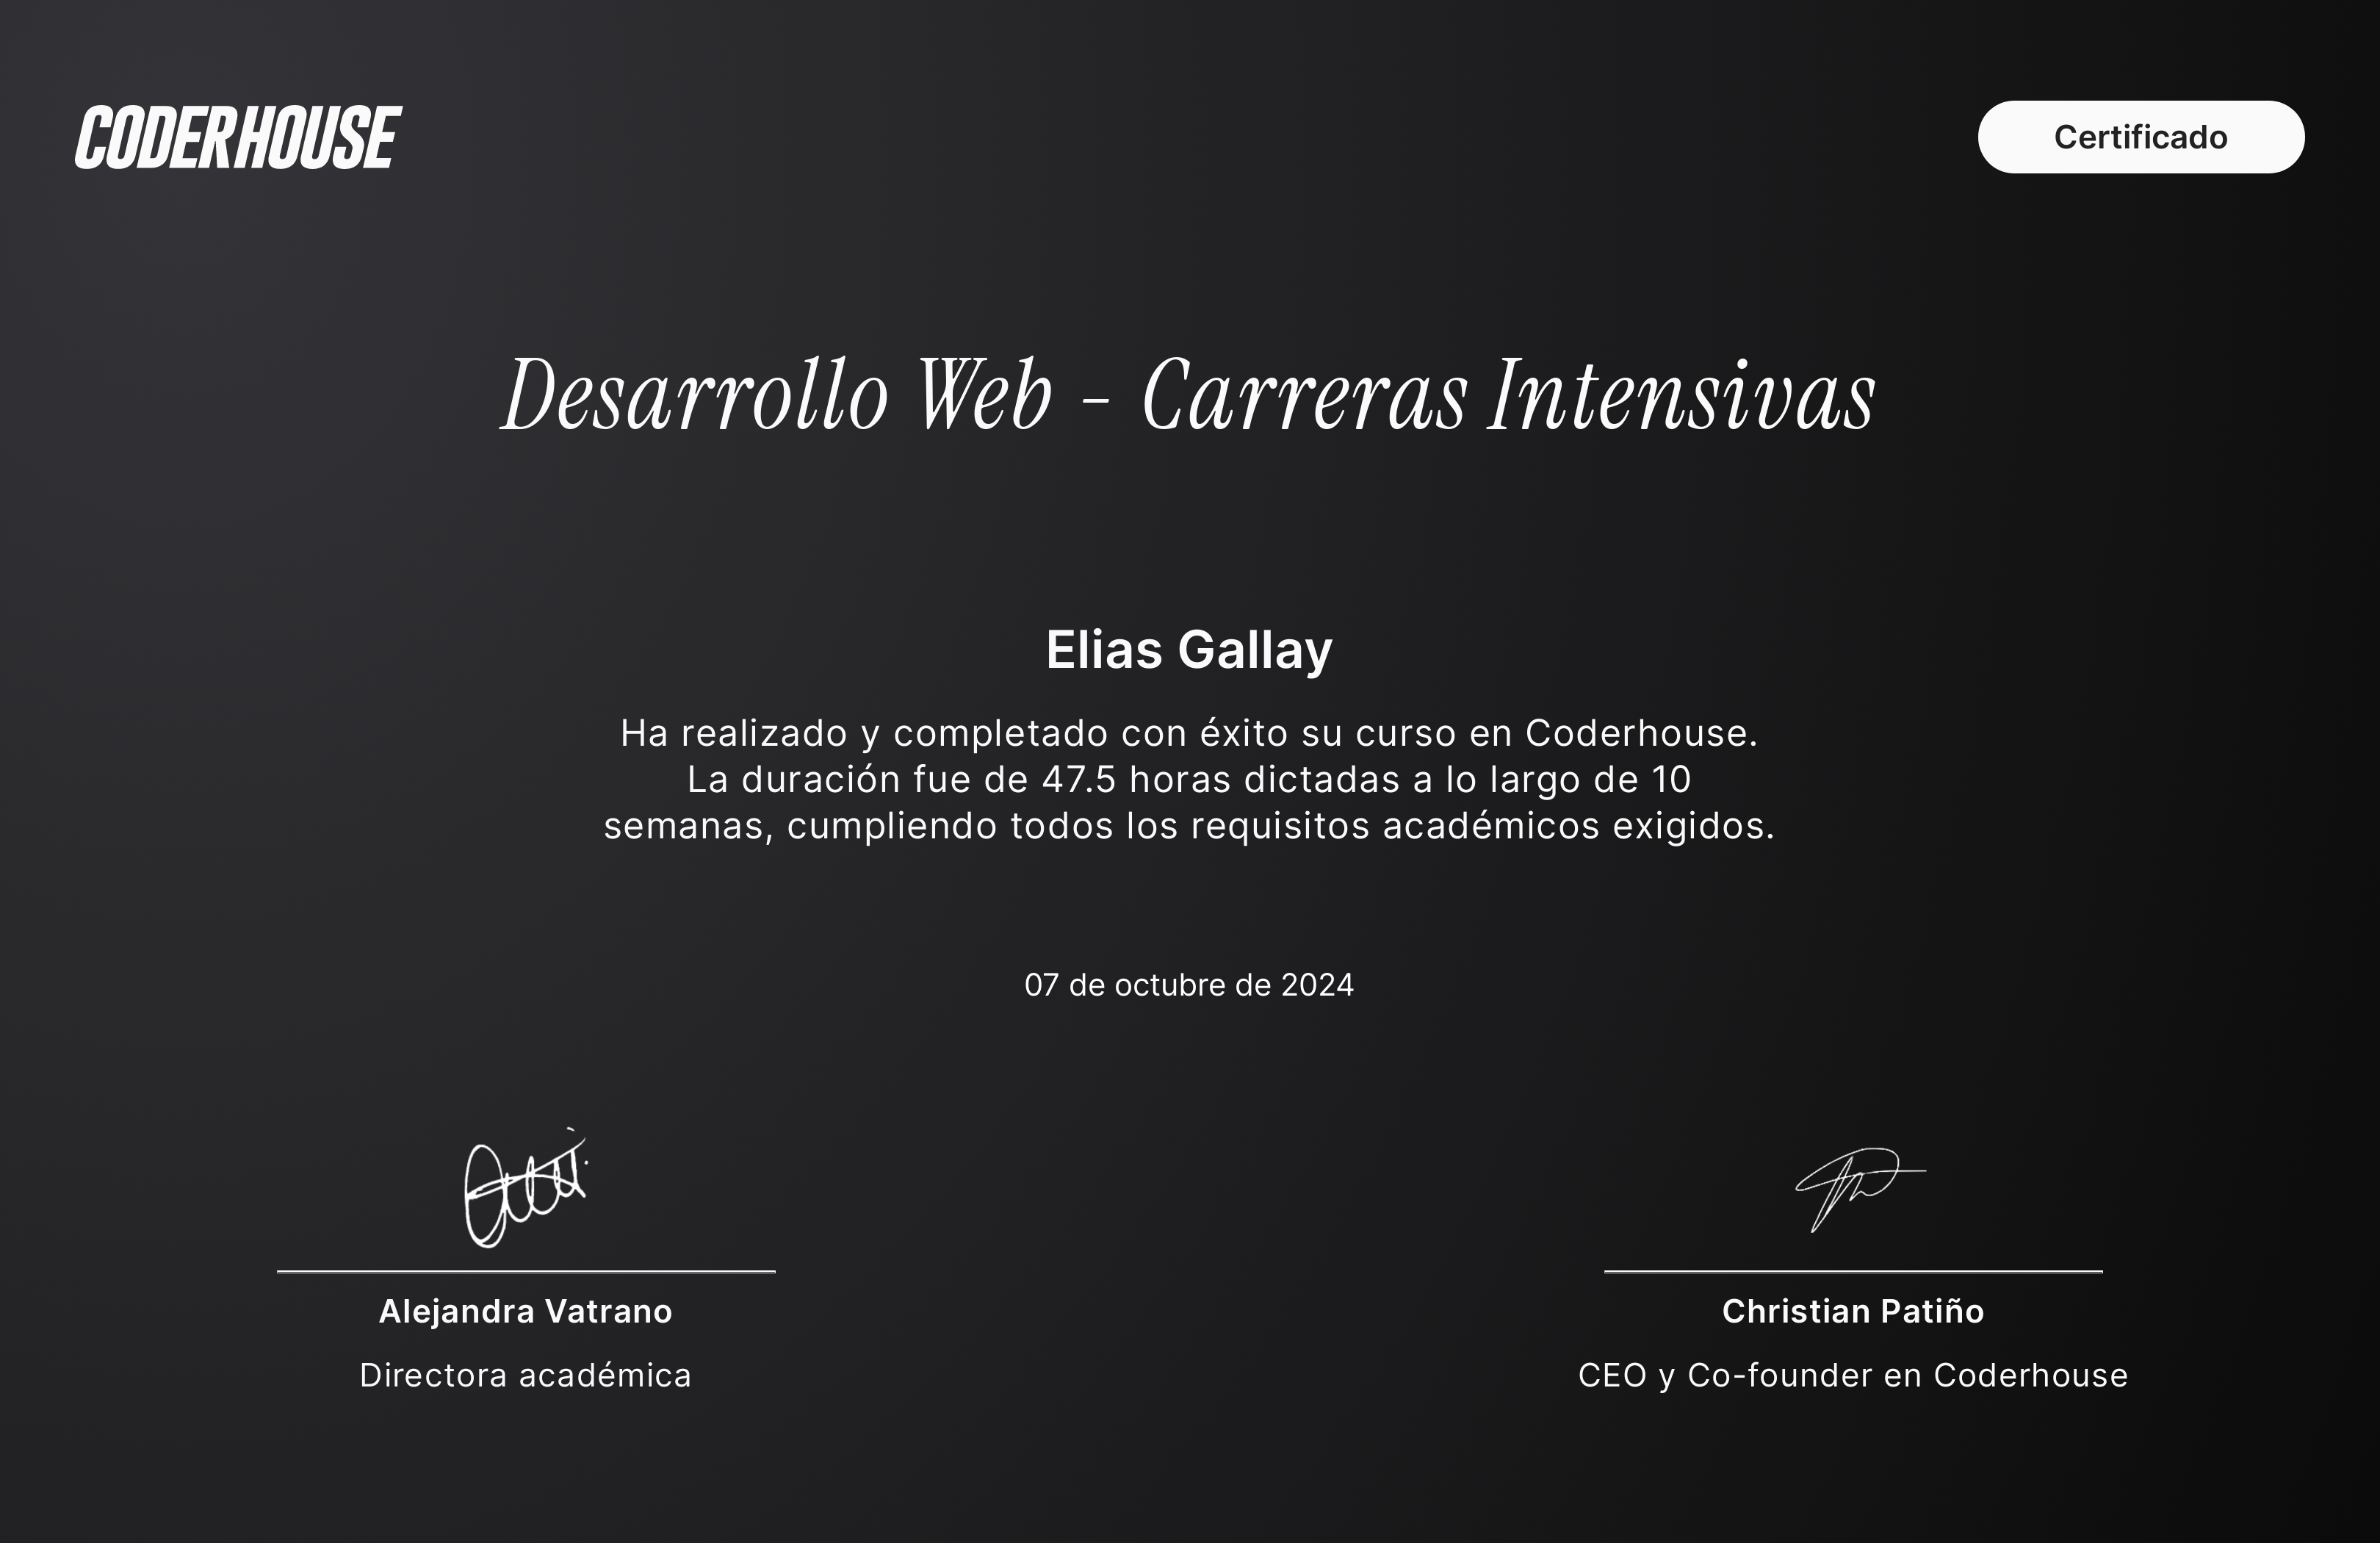 CODERHOUSE
Certificado
Desarrollo Web - Carreras Intensivas
Elias Gallay
Ha realizado y completado con éxito su curso en Coderhouse.
La duración fue de 47.5 horas dictadas a lo largo de 10
semanas, cumpliendo todos los requisitos académicos exigidos.
07 de octubre de 2024
Alejandra Vatrano
Christian Patiño
Directora académica
CEO y Co-founder en Coderhouse